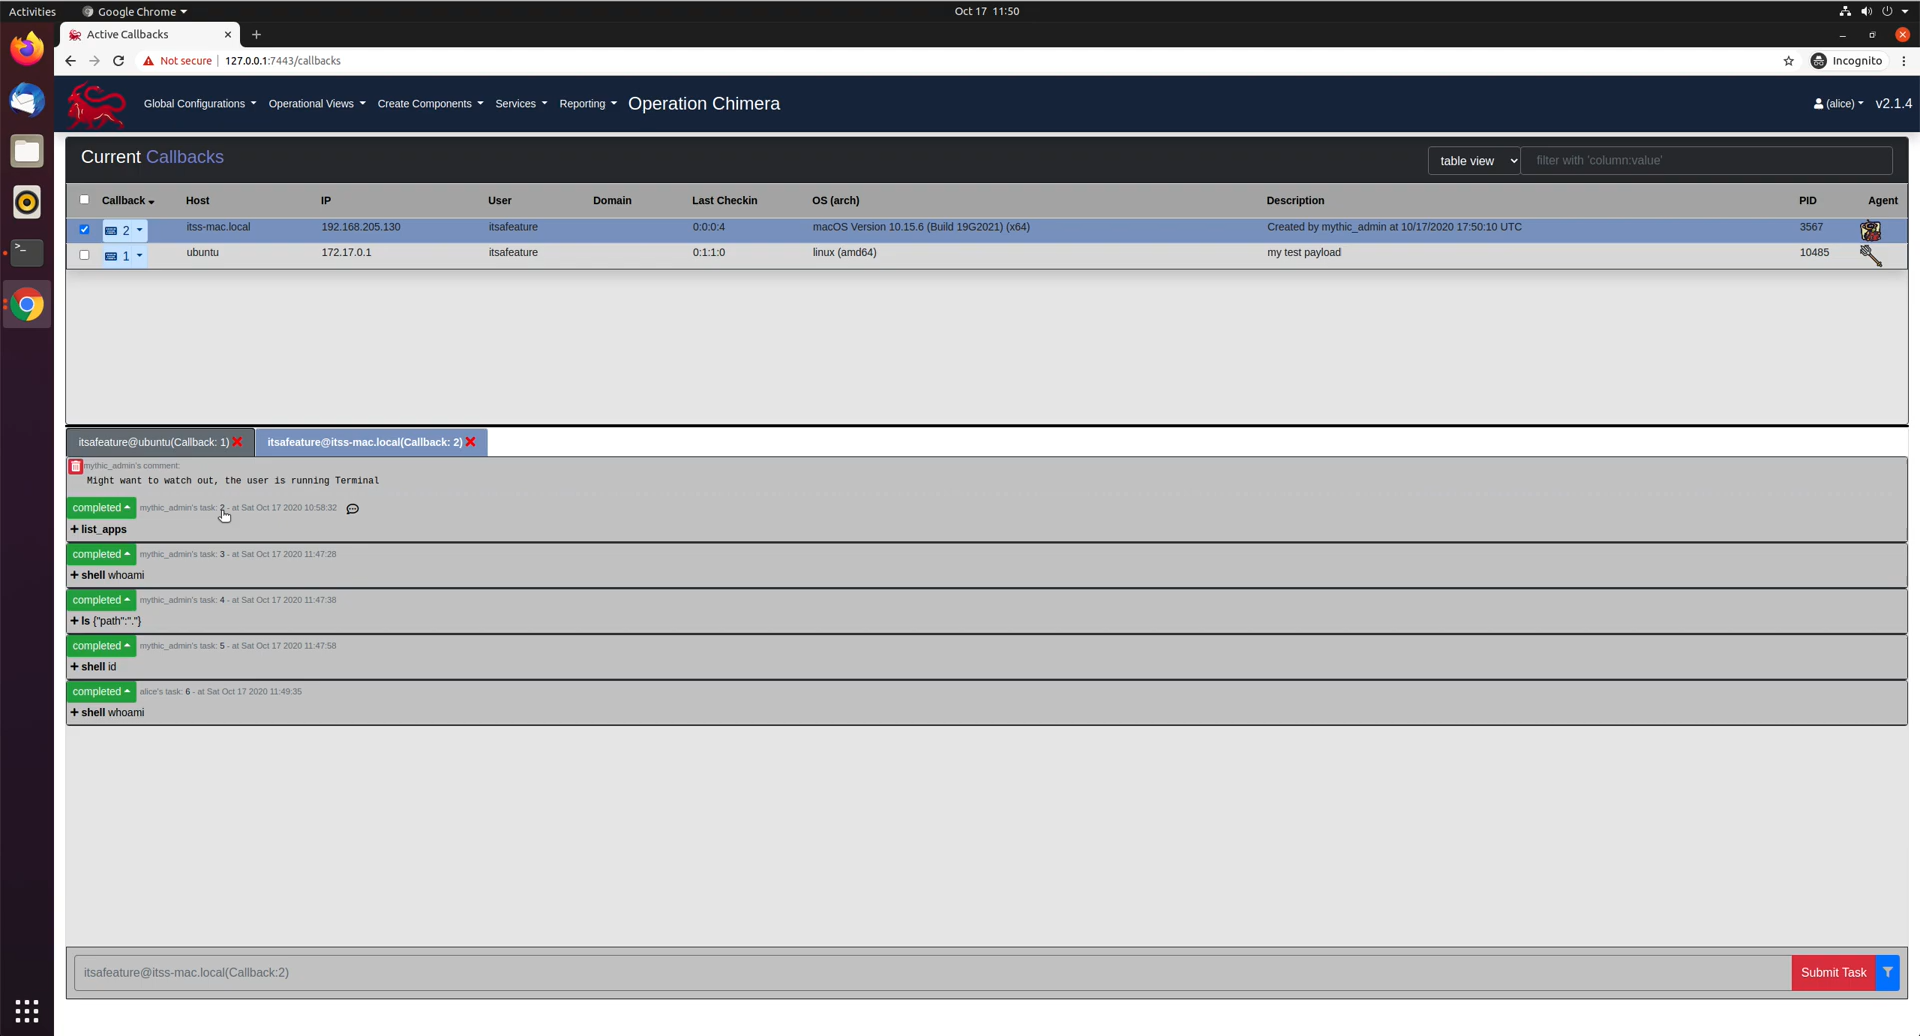 Activities Google Chrome Oct 17 11:50
Active Callbacks
Not secure 127.0.0.1:7443/callbacks Incognito
Global Configurations Operational Views Create Components Services Reporting Operation Chimera (alice) v2.1.4
Current Callbacks table view filter with 'column:value'
Callback Host IP User Domain Last Checkin OS (arch) Description PID Agent
2 itss-mac.local 192.168.205.130 itsafeature 0:0:0:4 macOS Version 10.15.6 (Build 19G2021) (x64) Created by mythic_admin at 10/17/2020 17:50:10 UTC 3567
1 ubuntu 172.17.0.1 itsafeature 0:1:1:0 linux (amd64) my test payload 10485
itsafeature@ubuntu(Callback: 1) itsafeature@itss-mac.local(Callback: 2)
mythic_admin's comment:
Might want to watch out, the user is running Terminal
completed mythic_admin's task: 2 - at Sat Oct 17 2020 10:58:32
+ list_apps
completed mythic_admin's task: 3 - at Sat Oct 17 2020 11:47:28
+ shell whoami
completed mythic_admin's task: 4 - at Sat Oct 17 2020 11:47:38
+ ls {"path":"."}
completed mythic_admin's task: 5 - at Sat Oct 17 2020 11:47:58
+ shell id
completed alice's task: 6 - at Sat Oct 17 2020 11:49:35
+ shell whoami
itsafeature@itss-mac.local(Callback:2) Submit Task